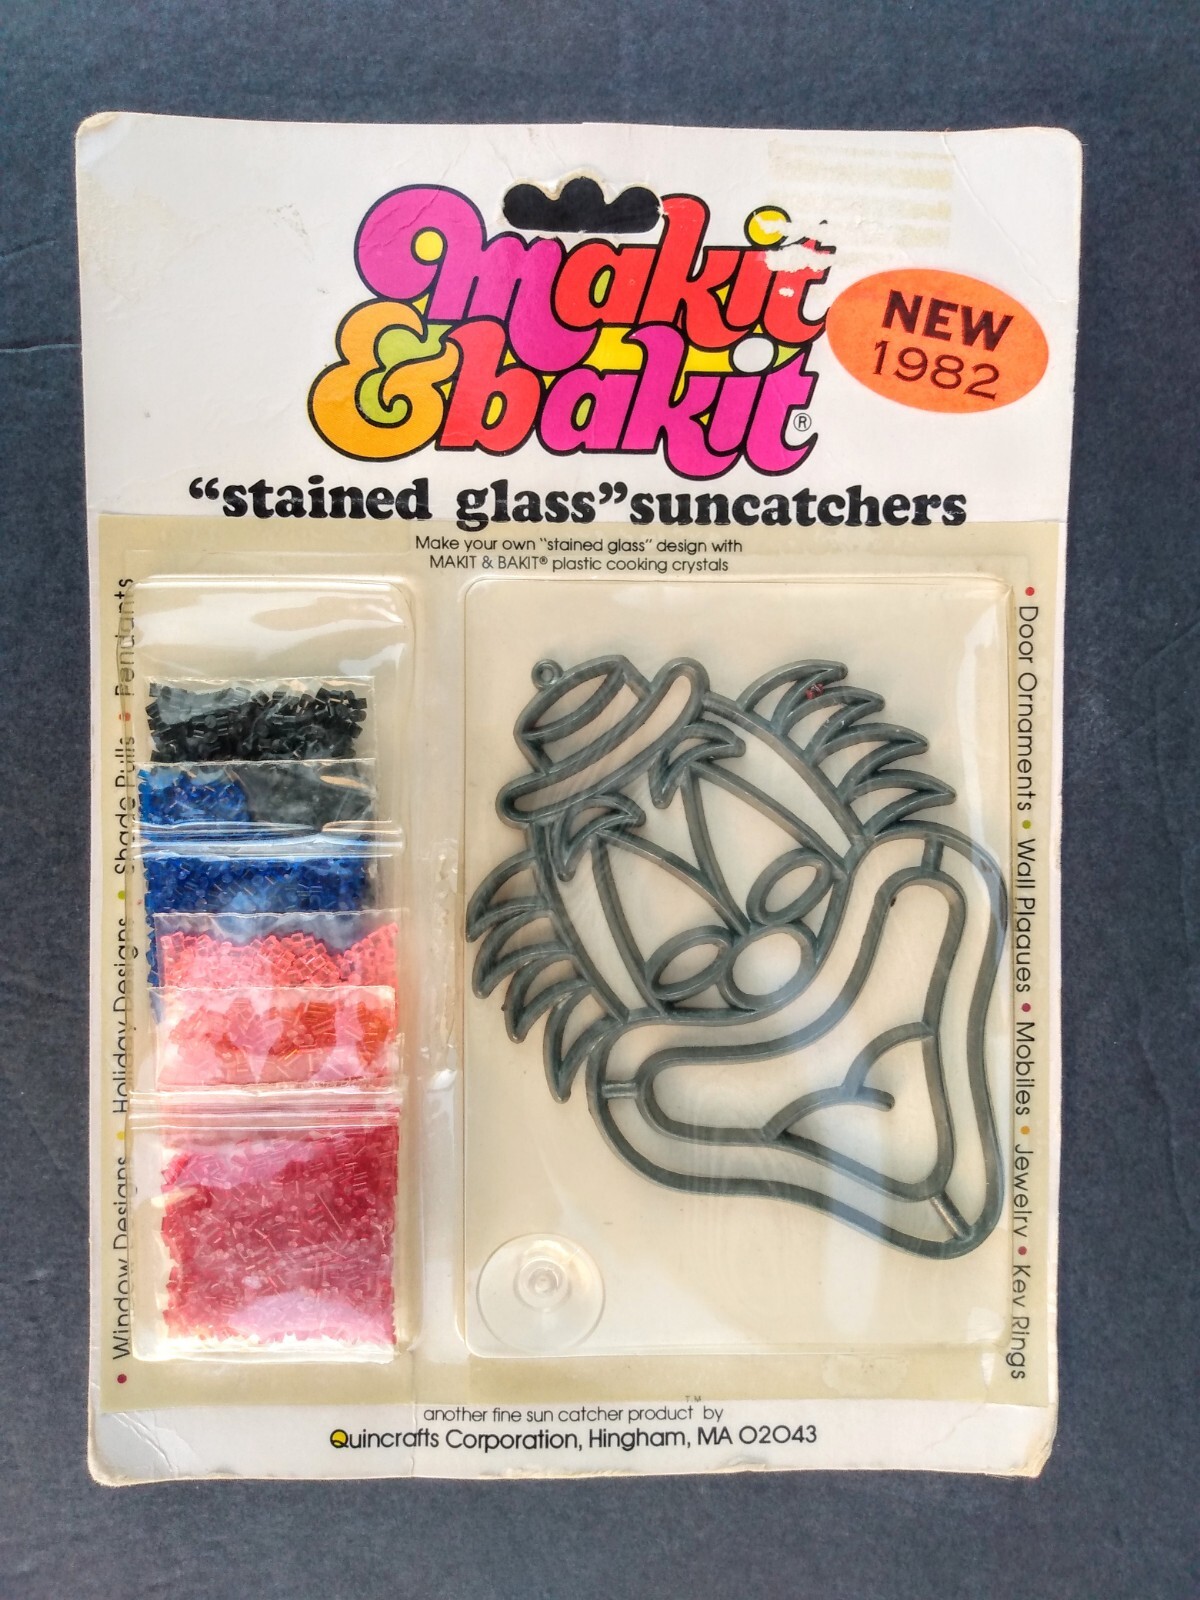 makit
& bakit®
NEW
1982
“stained glass” suncatchers
Make your own “stained glass” design with
MAKIT & BAKIT® plastic cooking crystals
• Window Designs • Holiday Designs • Shade Pulls • Pendants
• Door Ornaments • Wall Plaques • Mobiles • Jewelry • Key Rings
another fine sun catcher product™ by
Quincrafts Corporation, Hingham, MA 02043